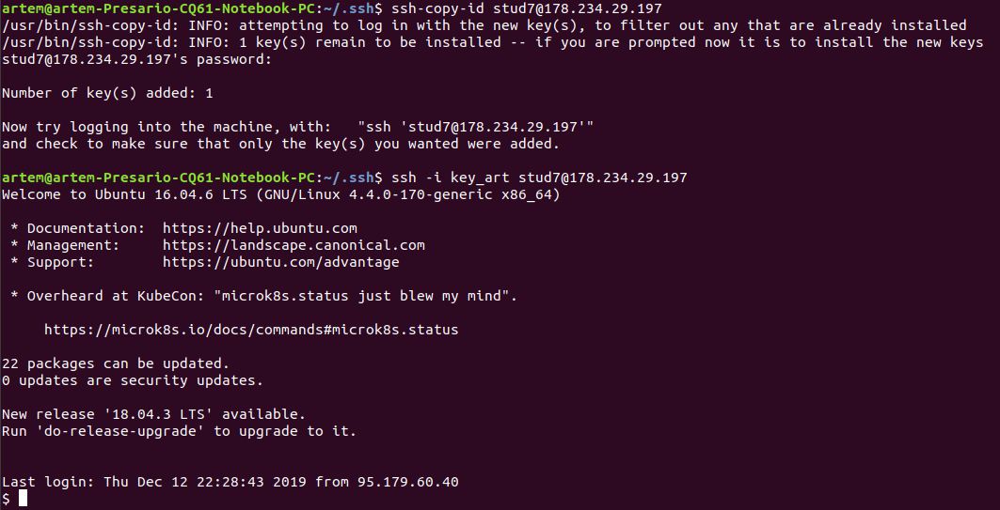 artem@artem-Presario-CQ61-Notebook-PC:~/.ssh$ ssh-copy-id stud7@178.234.29.197
/usr/bin/ssh-copy-id: INFO: attempting to log in with the new key(s), to filter out any that are already installed
/usr/bin/ssh-copy-id: INFO: 1 key(s) remain to be installed -- if you are prompted now it is to install the new keys
stud7@178.234.29.197's password:
Number of key(s) added: 1
Now try logging into the machine, with:   "ssh 'stud7@178.234.29.197'"
and check to make sure that only the key(s) you wanted were added.
artem@artem-Presario-CQ61-Notebook-PC:~/.ssh$ ssh -i key_art stud7@178.234.29.197
Welcome to Ubuntu 16.04.6 LTS (GNU/Linux 4.4.0-170-generic x86_64)
* Documentation:  https://help.ubuntu.com
* Management:     https://landscape.canonical.com
* Support:        https://ubuntu.com/advantage
* Overheard at KubeCon: "microk8s.status just blew my mind".
https://microk8s.io/docs/commands#microk8s.status
22 packages can be updated.
0 updates are security updates.
New release '18.04.3 LTS' available.
Run 'do-release-upgrade' to upgrade to it.
Last login: Thu Dec 12 22:28:43 2019 from 95.179.60.40
$